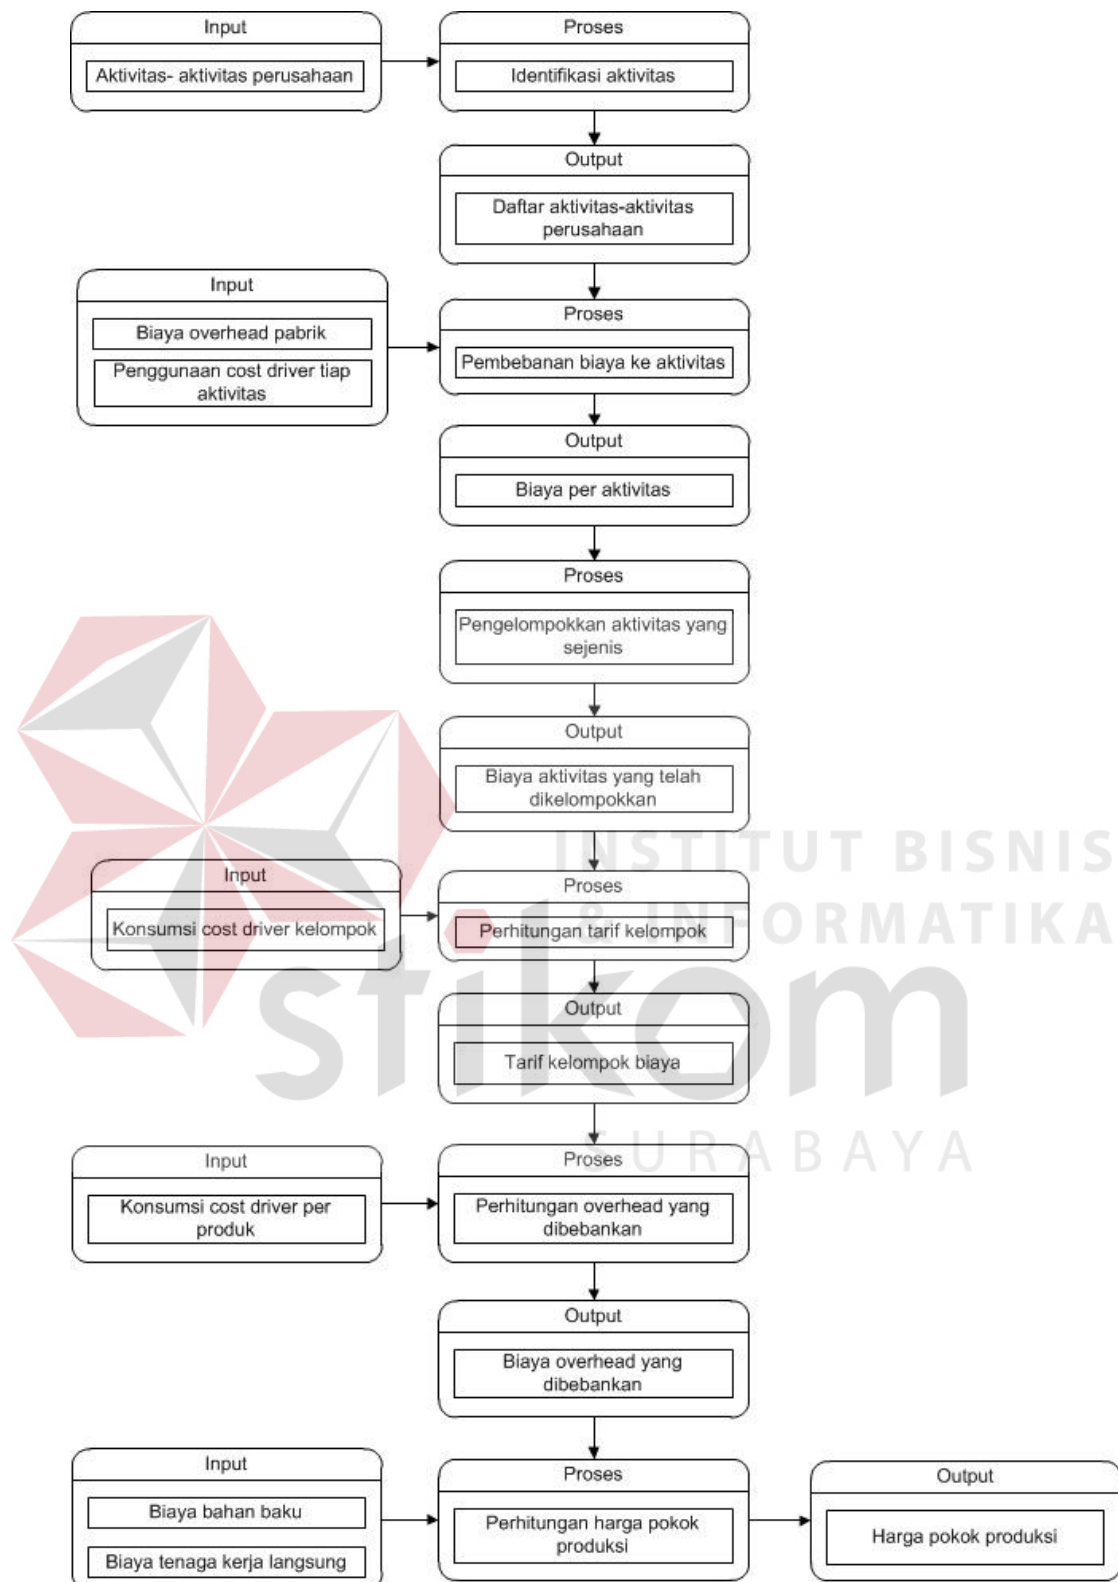 Input
Aktivitas- aktivitas perusahaan
Proses
Identifikasi aktivitas
Output
Daftar aktivitas-aktivitas
perusahaan
Input
Biaya overhead pabrik
Penggunaan cost driver tiap
aktivitas
Proses
Pembebanan biaya ke aktivitas
Output
Biaya per aktivitas
Proses
Pengelompokkan aktivitas yang
sejenis
Output
Biaya aktivitas yang telah
dikelompokkan
Input
Konsumsi cost driver kelompok
Proses
Perhitungan tarif kelompok
Output
Tarif kelompok biaya
Input
Konsumsi cost driver per
produk
Proses
Perhitungan overhead yang
dibebankan
Output
Biaya overhead yang
dibebankan
Input
Biaya bahan baku
Biaya tenaga kerja langsung
Proses
Perhitungan harga pokok
produksi
Output
Harga pokok produksi
INSTITUT BISNIS
& INFORMATIKA
stikom
SURABAYA